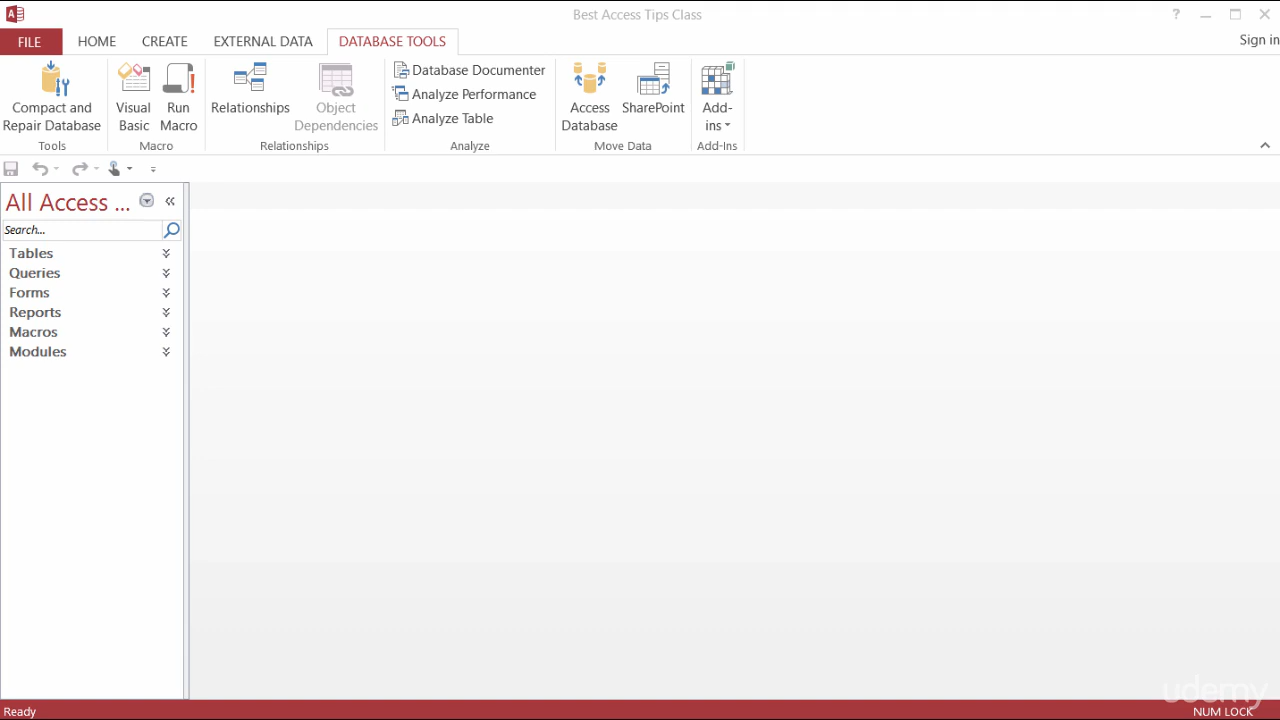 Best Access Tips Class
?
FILE HOME CREATE EXTERNAL DATA DATABASE TOOLS Sign in
Compact and
Repair Database
Tools
Visual
Basic
Run
Macro
Macro
Relationships
Object
Dependencies
Relationships
Database Documenter
Analyze Performance
Analyze Table
Analyze
Access
Database
SharePoint
Move Data
Add-
ins
Add-Ins
All Access ...
Search...
Tables
Queries
Forms
Reports
Macros
Modules
udemy
Ready NUM LOCK